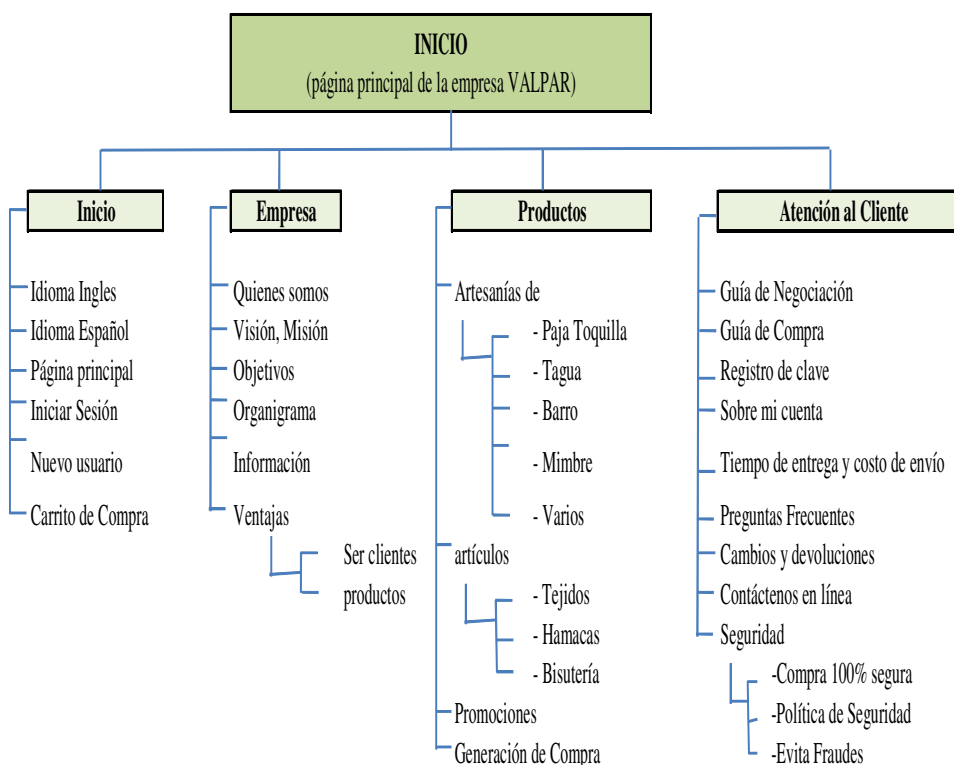 INICIO
(página principal de la empresa VALPAR)
Inicio
Idioma Ingles
Idioma Español
Página principal
Iniciar Sesión
Nuevo usuario
Carrito de Compra
Empresa
Quienes somos
Visión, Misión
Objetivos
Organigrama
Información
Ventajas
Ser clientes
productos
Productos
Artesanías de
- Paja Toquilla
- Tagua
- Barro
- Mimbre
- Varios
artículos
- Tejidos
- Hamacas
- Bisutería
Promociones
Generación de Compra
Atención al Cliente
Guía de Negociación
Guía de Compra
Registro de clave
Sobre mi cuenta
Tiempo de entrega y costo de envío
Preguntas Frecuentes
Cambios y devoluciones
Contáctenos en línea
Seguridad
-Compra 100% segura
-Política de Seguridad
-Evita Fraudes